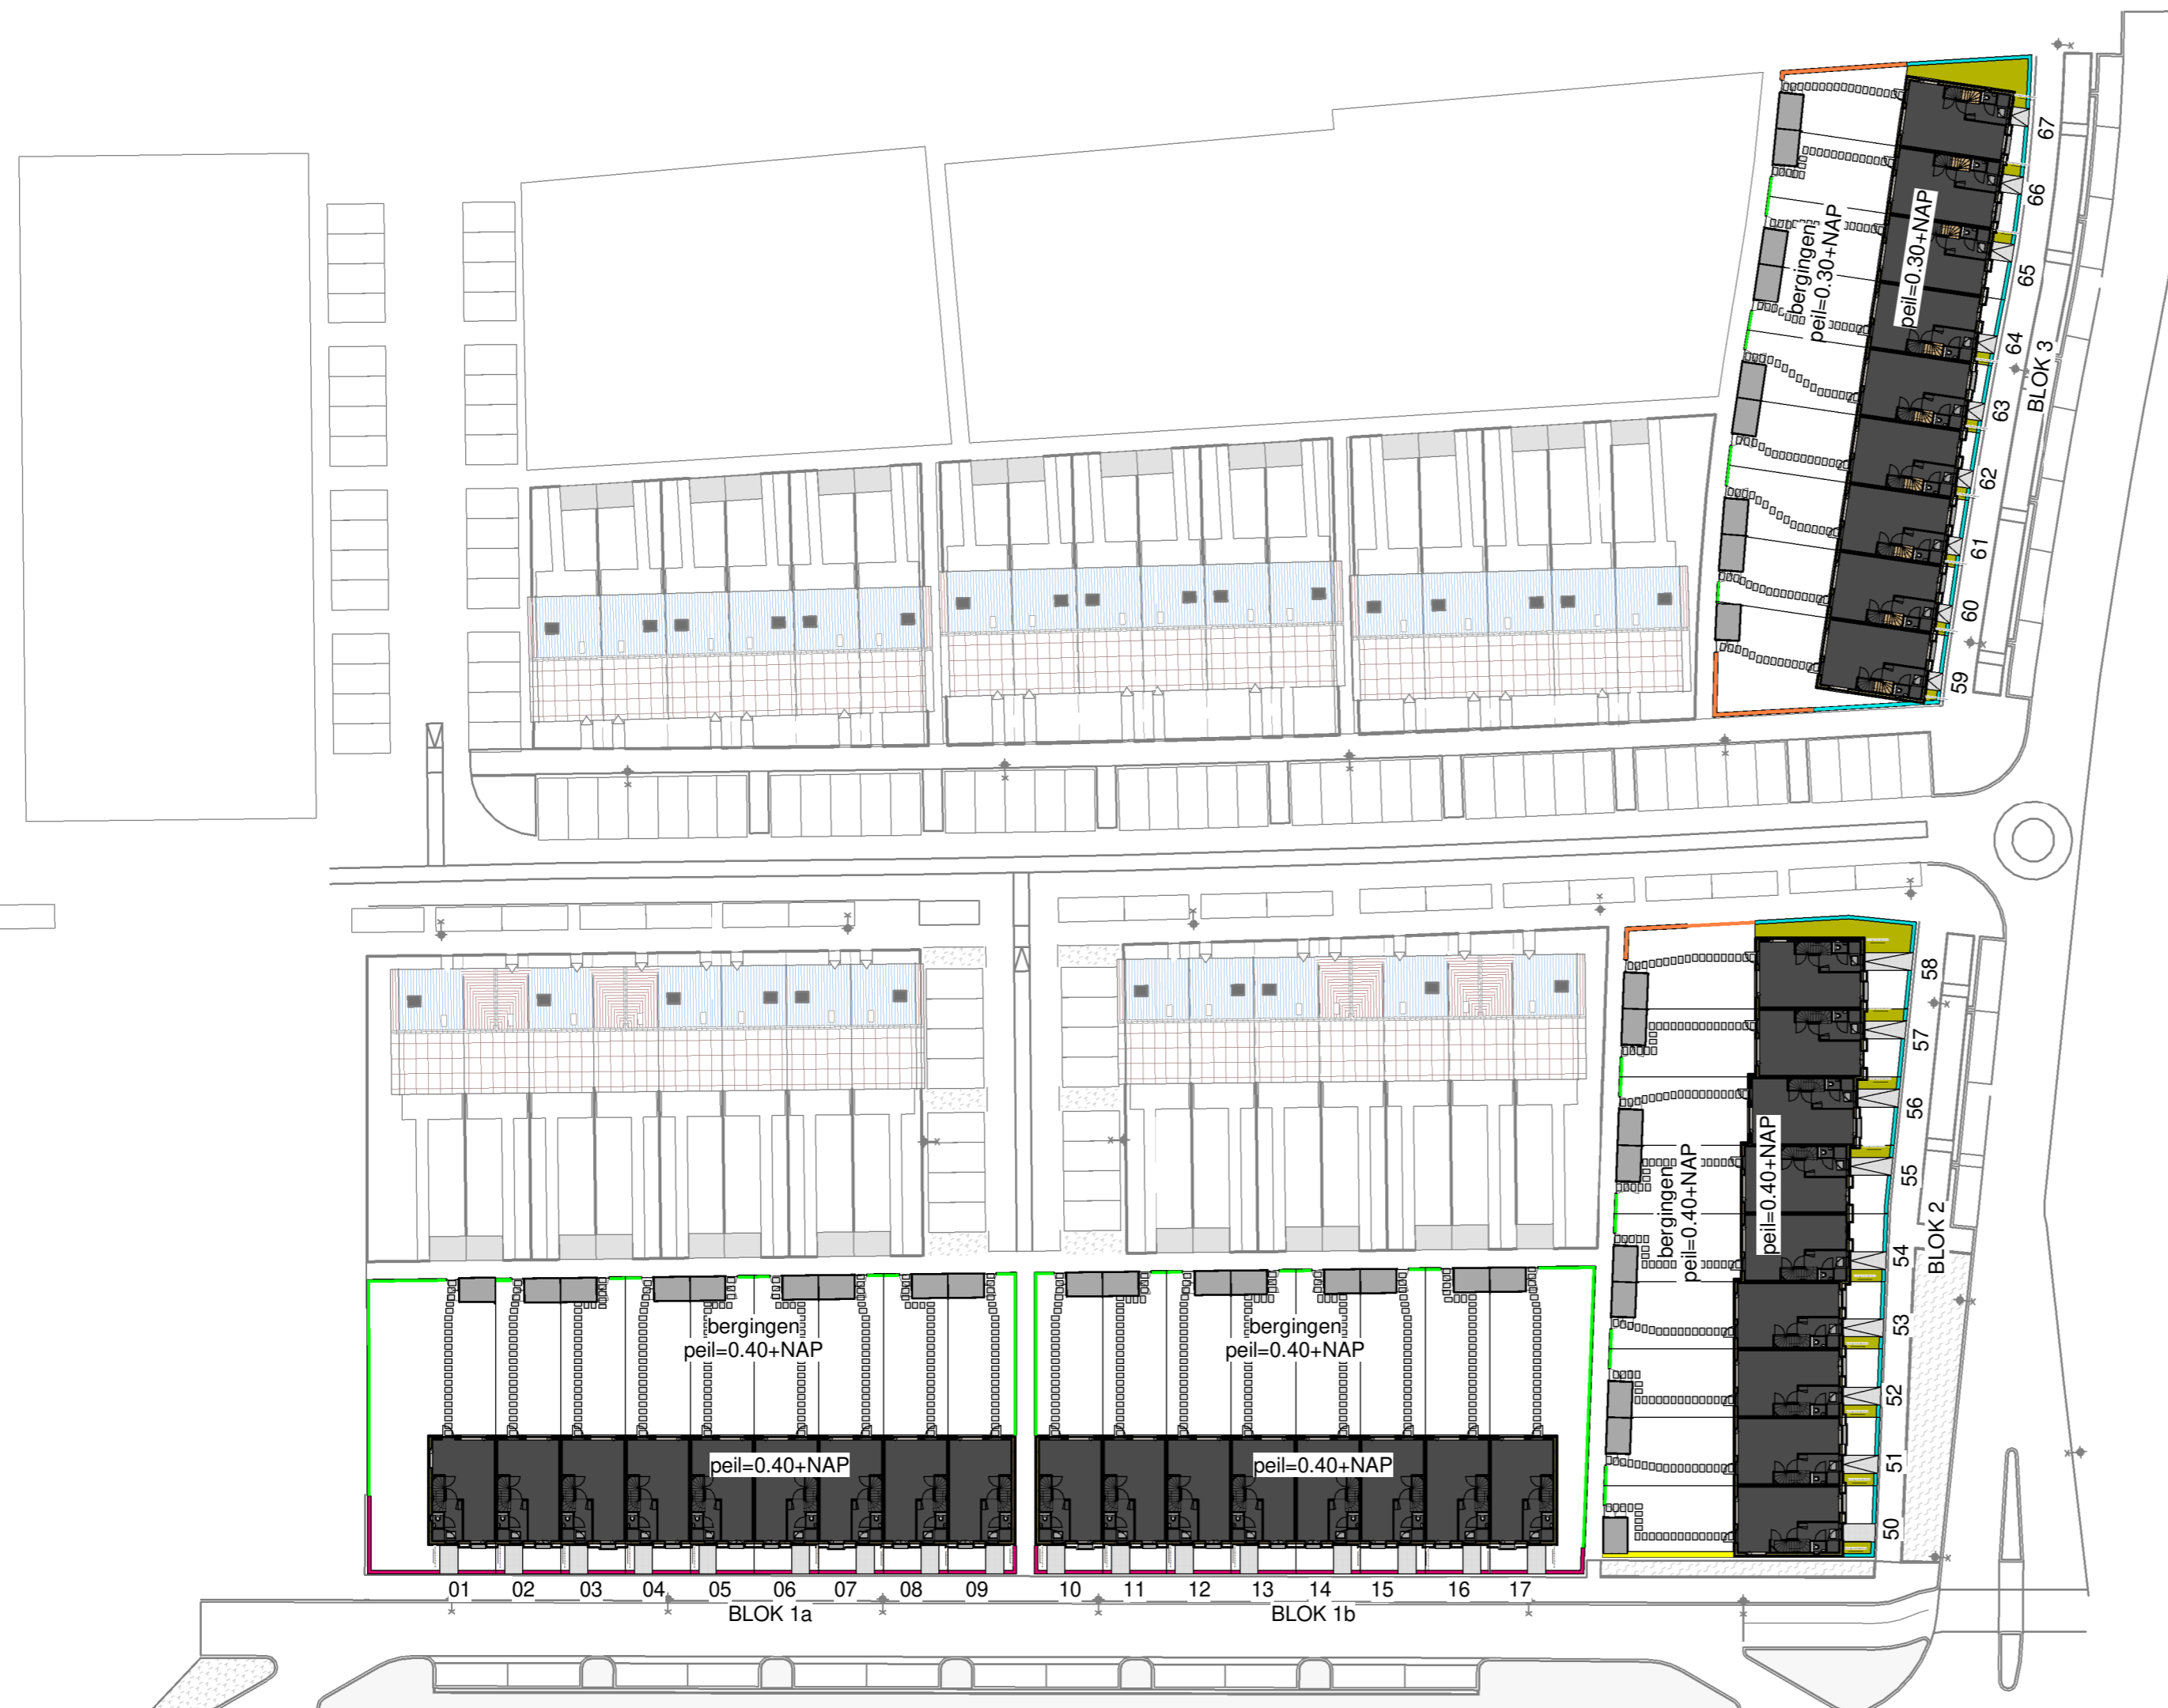 67
66
65
64
63
62
61
60
59
BLOK 3
bergingen
peil=0.30+NAP
peil=0.30+NAP
58
57
56
55
54
53
52
51
50
BLOK 2
bergingen
peil=0.40+NAP
peil=0.40+NAP
bergingen
peil=0.40+NAP
bergingen
peil=0.40+NAP
peil=0.40+NAP
peil=0.40+NAP
01 02 03 04 05 06 07 08 09 10 11 12 13 14 15 16 17
BLOK 1a
BLOK 1b